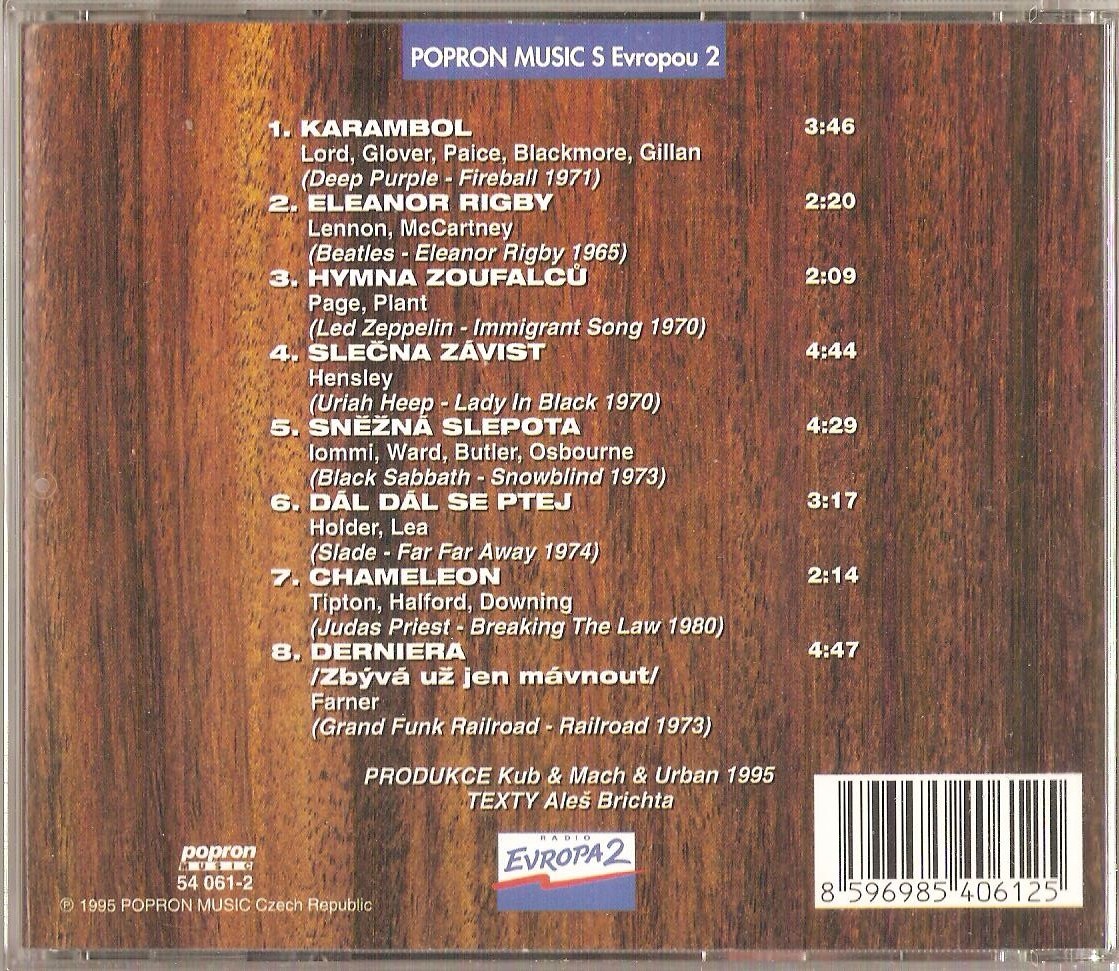 POPRON MUSIC S Evropou 2
1. KARAMBOL 3:46
Lord, Glover, Paice, Blackmore, Gillan
(Deep Purple - Fireball 1971)
2. ELEANOR RIGBY 2:20
Lennon, McCartney
(Beatles - Eleanor Rigby 1965)
3. HYMNA ZOUFALCŮ 2:09
Page, Plant
(Led Zeppelin - Immigrant Song 1970)
4. SLEČNA ZÁVIST 4:44
Hensley
(Uriah Heep - Lady In Black 1970)
5. SNĚŽNÁ SLEPOTA 4:29
Iommi, Ward, Butler, Osbourne
(Black Sabbath - Snowblind 1973)
6. DÁL DÁL SE PTEJ 3:17
Holder, Lea
(Slade - Far Far Away 1974)
7. CHAMELEON 2:14
Tipton, Halford, Downing
(Judas Priest - Breaking The Law 1980)
8. DERNIERA 4:47
/Zbývá už jen mávnout/
Farner
(Grand Funk Railroad - Railroad 1973)
PRODUKCE Kub & Mach & Urban 1995
TEXTY Aleš Brichta
popron
MUSIC
54 061-2
℗ 1995 POPRON MUSIC Czech Republic
RADIO
EVROPA 2
8 596985 406125